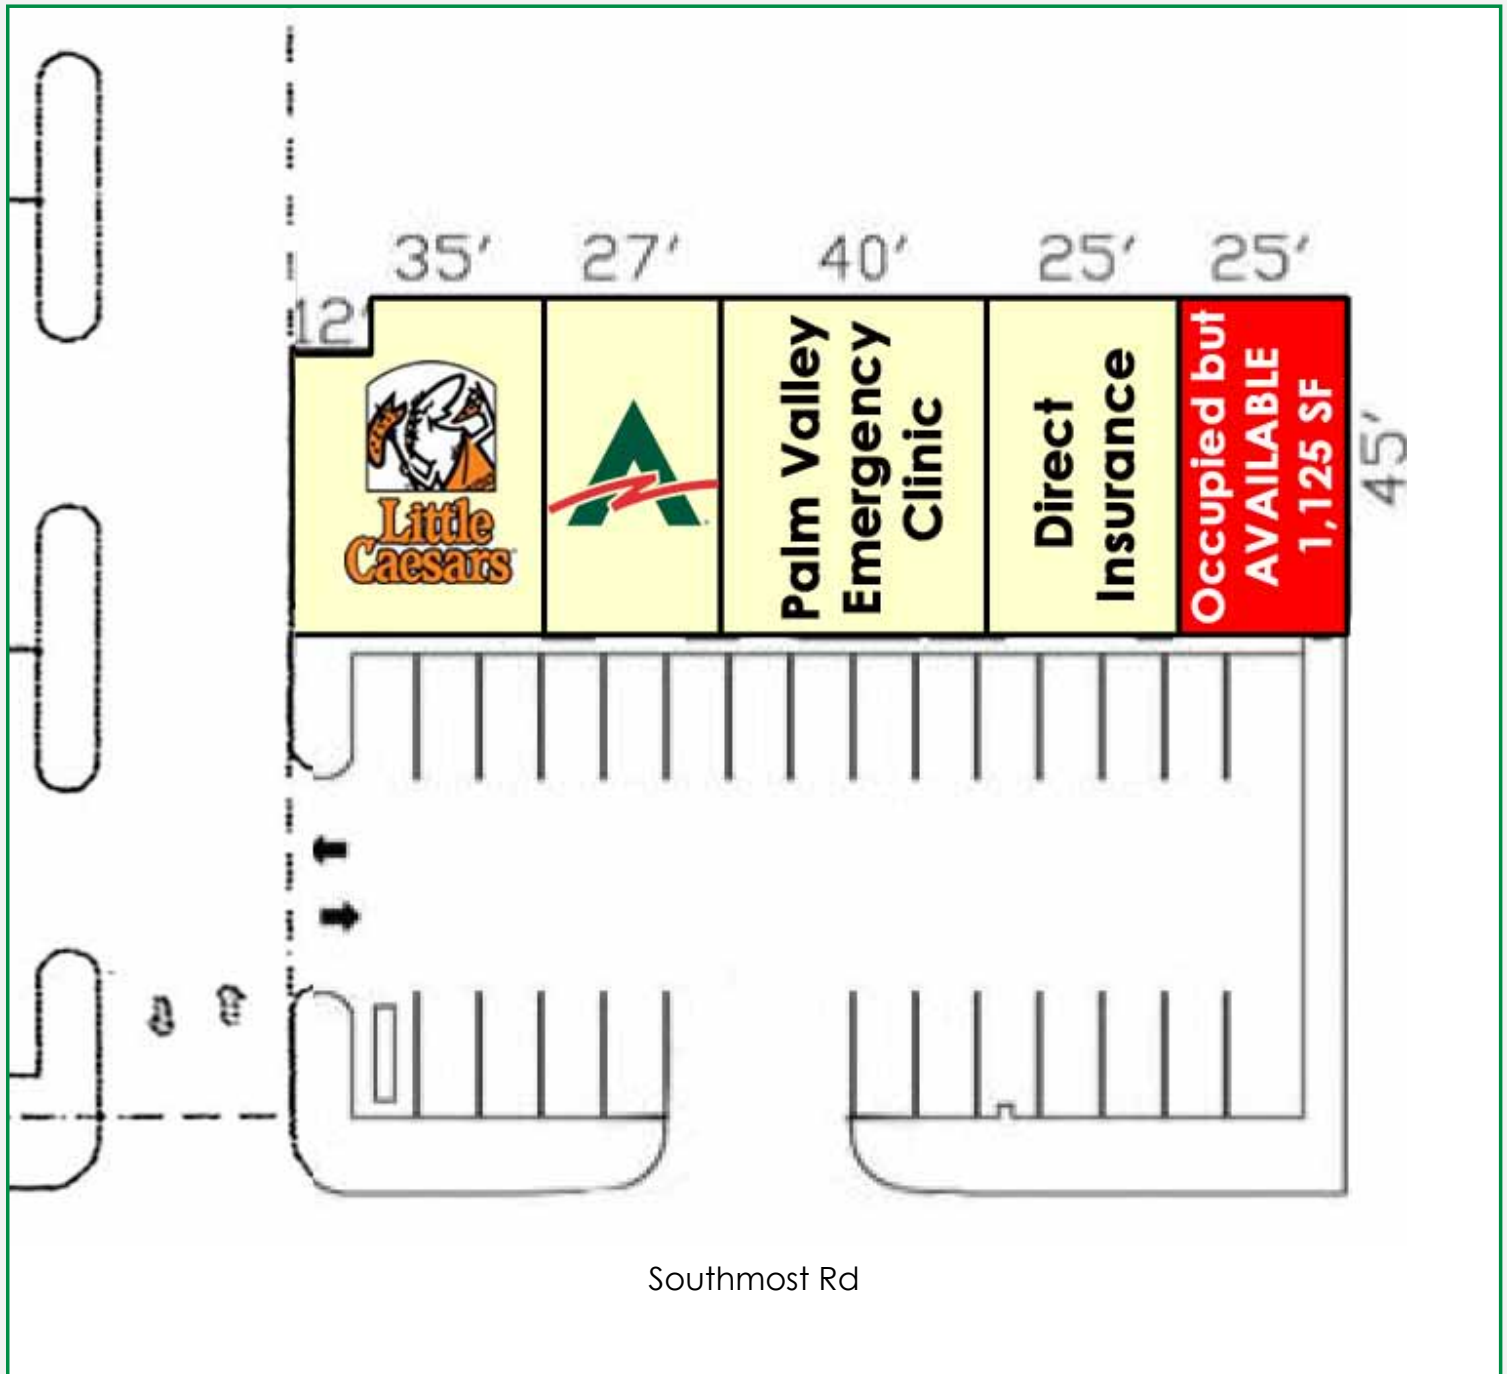 35' 27' 40' 25' 25'
12'
Little
Caesars
Palm Valley
Emergency
Clinic
Direct
Insurance
Occupied but
AVAILABLE
1,125 SF
45'
Southmost Rd